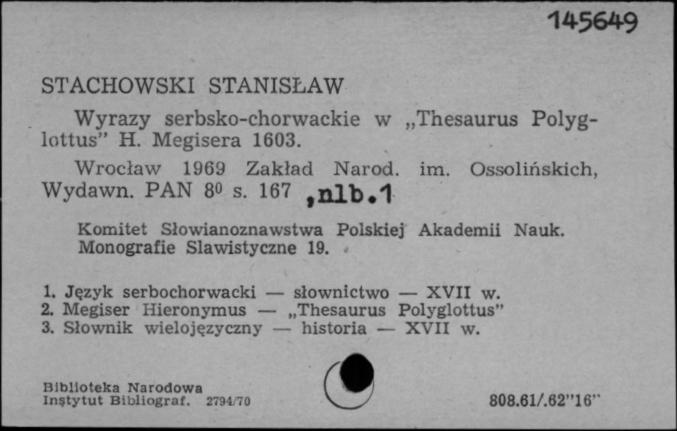 145649
STACHOWSKI STANISŁAW
Wyrazy serbsko-chorwackie w „Thesaurus Polyg-
lottus” H. Megisera 1603.
Wrocław 1969 Zakład Narod. im. Ossolińskich,
Wydawn. PAN 8⁰ s. 167 ,nlb.1
Komitet Słowianoznawstwa Polskiej Akademii Nauk.
Monografie Slawistyczne 19.
1. Język serbochorwacki — słownictwo — XVII w.
2. Megiser Hieronymus — „Thesaurus Polyglottus”
3. Słownik wielojęzyczny — historia — XVII w.
Biblioteka Narodowa
Instytut Bibliograf. 2794/70
808.61/.62”16”